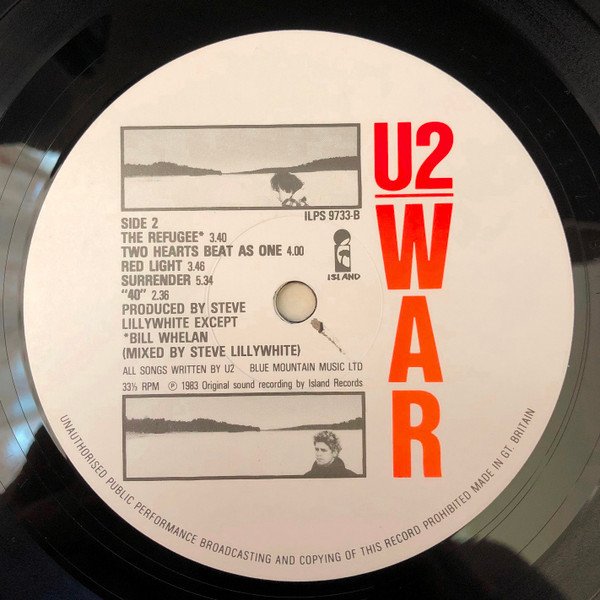 U2
WAR
ILPS 9733-B
SIDE 2
THE REFUGEE* 3.40
TWO HEARTS BEAT AS ONE 4.00
RED LIGHT 3.46
SURRENDER 5.34
"40" 2.36
PRODUCED BY STEVE
LILLYWHITE EXCEPT
*BILL WHELAN
(MIXED BY STEVE LILLYWHITE)
ISLAND
ALL SONGS WRITTEN BY U2 BLUE MOUNTAIN MUSIC LTD
33⅓ RPM ℗ 1983 Original sound recording by Island Records
UNAUTHORISED PUBLIC PERFORMANCE BROADCASTING AND COPYING OF THIS RECORD PROHIBITED MADE IN GT. BRITAIN